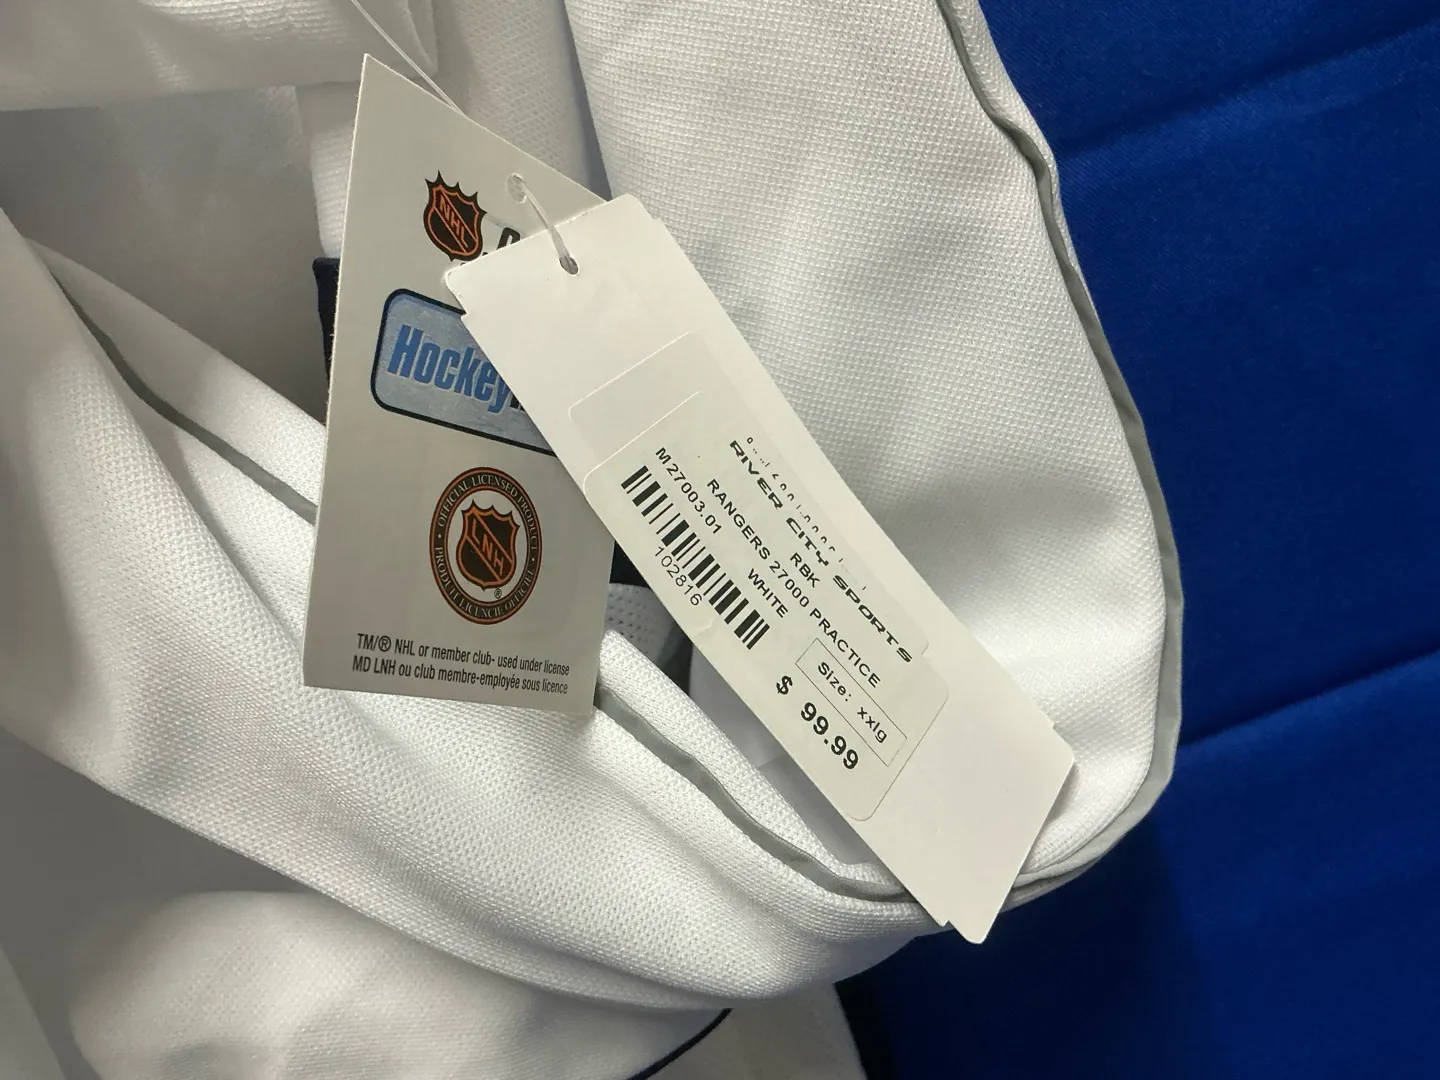 NHL
Hockey
OFFICIAL LICENSED PRODUCT
NHL
®
PRODUIT LICENCIE OFFICIEL
TM/® NHL or member club- used under license
MD LNH ou club membre-employée sous licence
RIVER CITY SPORTS
RBK
RANGERS 27000 PRACTICE
M27003.01 WHITE
102816
Size: xxlg
$ 99.99